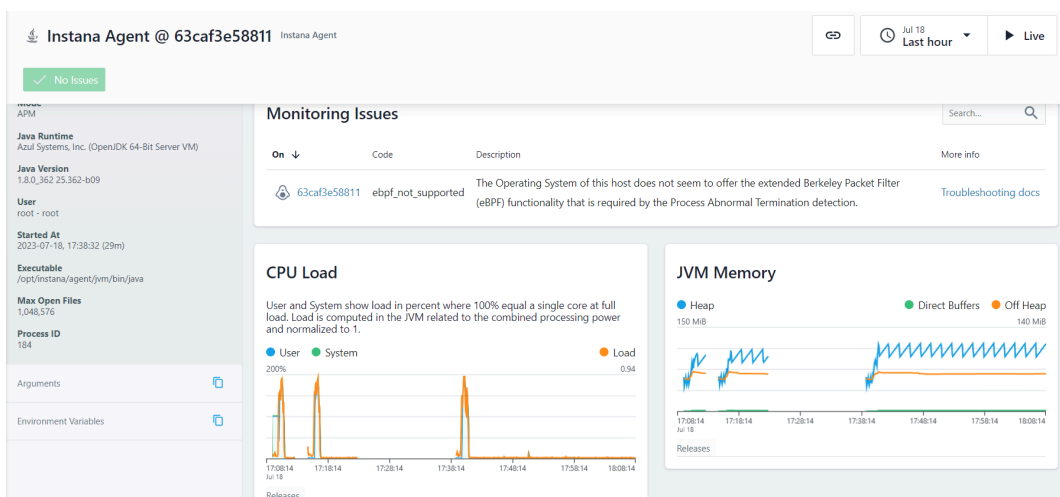 Instana Agent @ 63caf3e58811 Instana Agent
Jul 18
Last hour
Live
No Issues
Mode
APM
Java Runtime
Azul Systems, Inc. (OpenJDK 64-Bit Server VM)
Java Version
1.8.0_362 25.362-b09
User
root - root
Started At
2023-07-18, 17:38:32 (29m)
Executable
/opt/instana/agent/jvm/bin/java
Max Open Files
1,048,576
Process ID
184
Arguments
Environment Variables
Monitoring Issues
Search...
On ↓ Code Description More info
63caf3e58811 ebpf_not_supported The Operating System of this host does not seem to offer the extended Berkeley Packet Filter
(eBPF) functionality that is required by the Process Abnormal Termination detection. Troubleshooting docs
CPU Load
User and System show load in percent where 100% equal a single core at full
load. Load is computed in the JVM related to the combined processing power
and normalized to 1.
User System Load
200% 0.94
17:08:14 17:18:14 17:28:14 17:38:14 17:48:14 17:58:14 18:08:14
Jul 18
Releases
JVM Memory
Heap Direct Buffers Off Heap
150 MiB 140 MiB
17:08:14 17:18:14 17:28:14 17:38:14 17:48:14 17:58:14 18:08:14
Jul 18
Releases